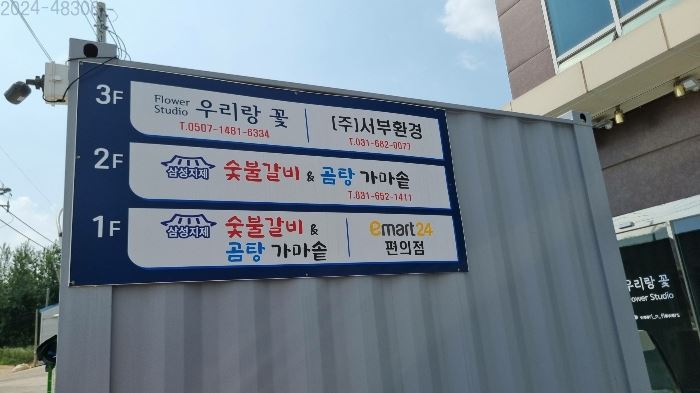 2024-48308
3F
Flower Studio 우리랑 꽃
T.0507-1481-6334
(주)서부환경
T.031-682-0077
2F
삼성지제 숯불갈비 & 곰탕 가마솥
T.031-652-1411
1F
삼성지제 숯불갈비 & 곰탕 가마솥
emart24
편의점
우리랑 꽃
Flower Studio